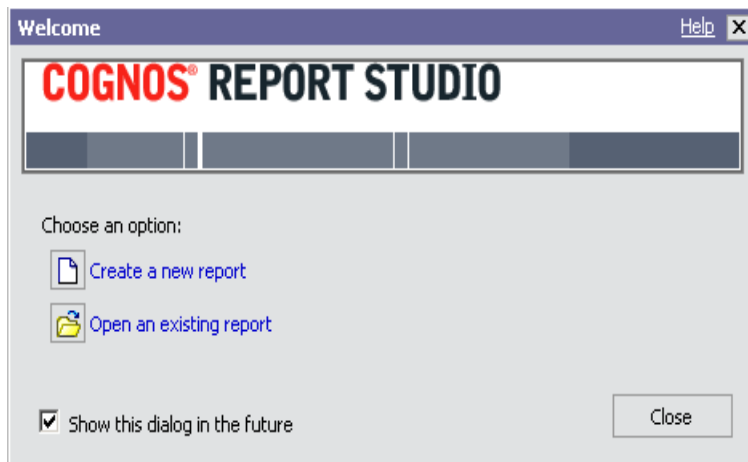 Welcome Help X
COGNOS® REPORT STUDIO
Choose an option:
Create a new report
Open an existing report
Show this dialog in the future
Close